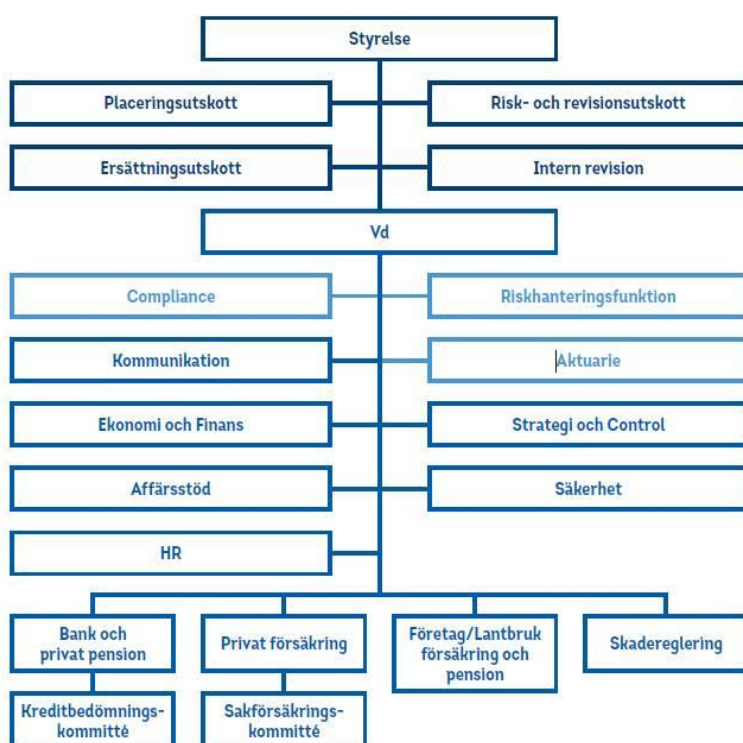 Styrelse
Placeringsutskott
Risk- och revisionsutskott
Ersättningsutskott
Intern revision
Vd
Compliance
Riskhanteringsfunktion
Kommunikation
Aktuarie
Ekonomi och Finans
Strategi och Control
Affärsstöd
Säkerhet
HR
Bank och
privat pension
Privat försäkring
Företag/Lantbruk
försäkring och
pension
Skadereglering
Kreditbedömnings-
kommitté
Sakförsäkrings-
kommitté